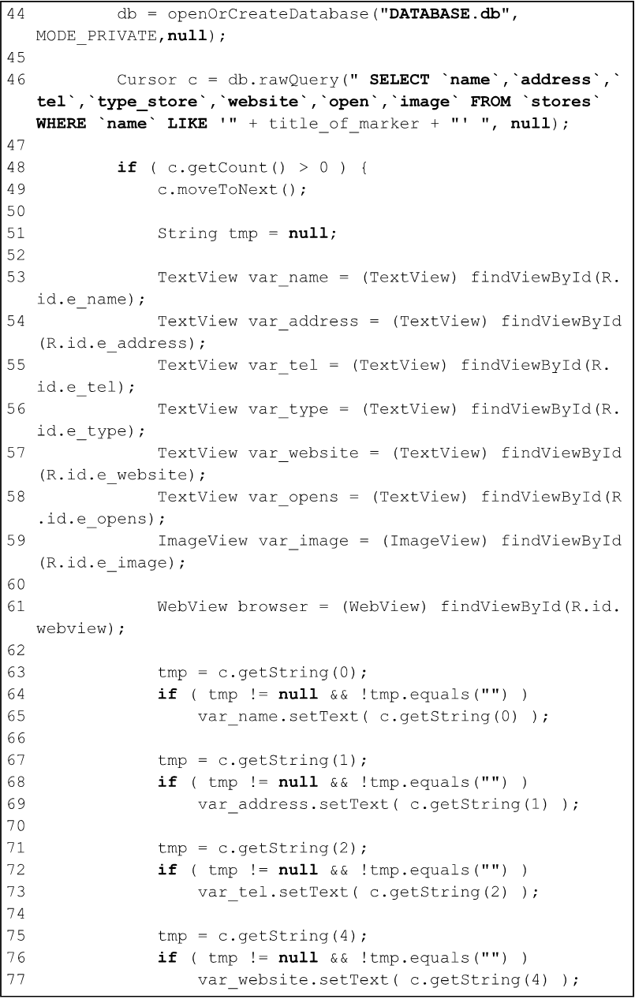 44         db = openOrCreateDatabase("DATABASE.db",
MODE_PRIVATE,null);
45
46         Cursor c = db.rawQuery(" SELECT `name`,`address`,`
tel`,`type_store`,`website`,`open`,`image` FROM `stores`
WHERE `name` LIKE '" + title_of_marker + "' ", null);
47
48         if ( c.getCount() > 0 ) {
49             c.moveToNext();
50
51             String tmp = null;
52
53             TextView var_name = (TextView) findViewById(R.
id.e_name);
54             TextView var_address = (TextView) findViewById
(R.id.e_address);
55             TextView var_tel = (TextView) findViewById(R.
id.e_tel);
56             TextView var_type = (TextView) findViewById(R.
id.e_type);
57             TextView var_website = (TextView) findViewById
(R.id.e_website);
58             TextView var_opens = (TextView) findViewById(R
.id.e_opens);
59             ImageView var_image = (ImageView) findViewById
(R.id.e_image);
60
61             WebView browser = (WebView) findViewById(R.id.
webview);
62
63             tmp = c.getString(0);
64             if ( tmp != null && !tmp.equals("") )
65                 var_name.setText( c.getString(0) );
66
67             tmp = c.getString(1);
68             if ( tmp != null && !tmp.equals("") )
69                 var_address.setText( c.getString(1) );
70
71             tmp = c.getString(2);
72             if ( tmp != null && !tmp.equals("") )
73                 var_tel.setText( c.getString(2) );
74
75             tmp = c.getString(4);
76             if ( tmp != null && !tmp.equals("") )
77                 var_website.setText( c.getString(4) );